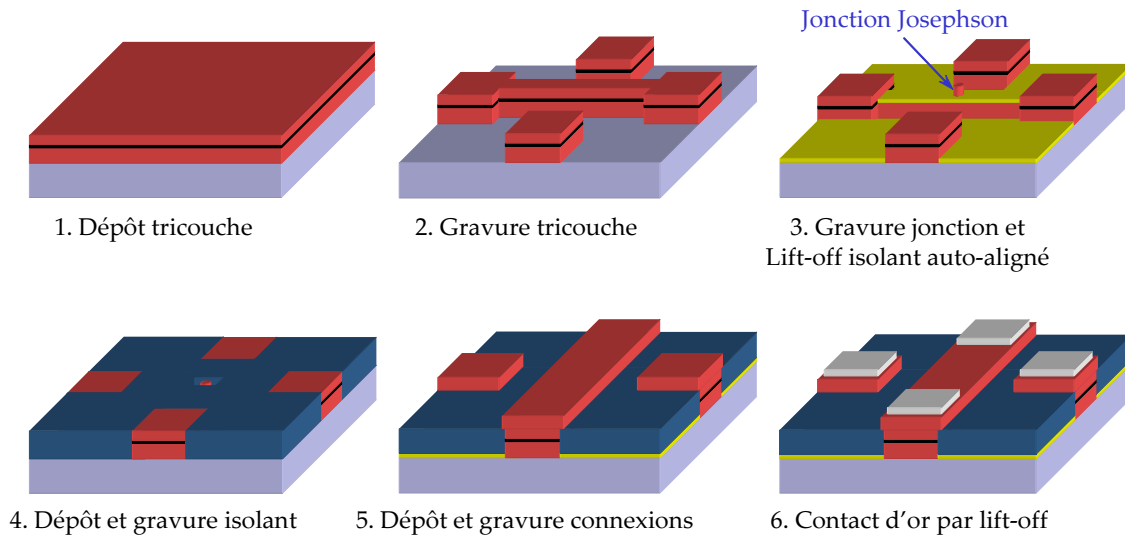 Jonction Josephson
1. Dépôt tricouche
2. Gravure tricouche
3. Gravure jonction et
Lift-off isolant auto-aligné
4. Dépôt et gravure isolant
5. Dépôt et gravure connexions
6. Contact d'or par lift-off